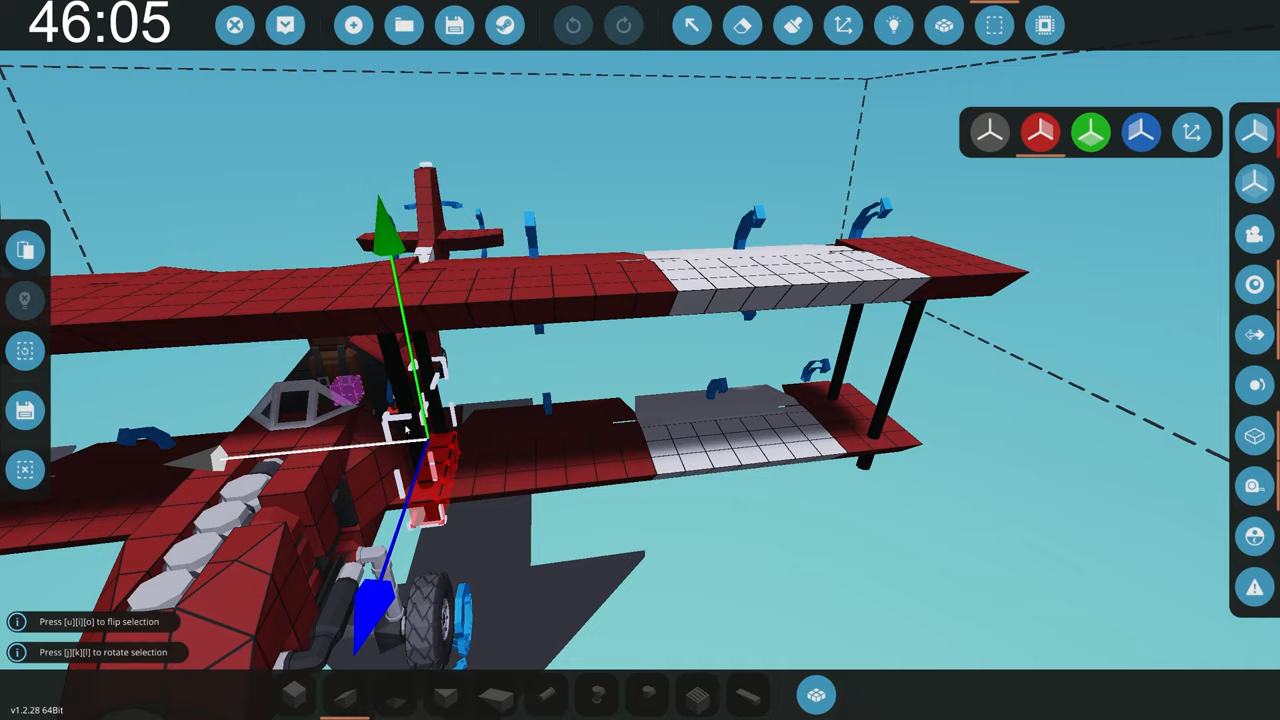 46:05
Press [u][i][o] to flip selection
Press [j][k][l] to rotate selection
v1.2.28 64Bit